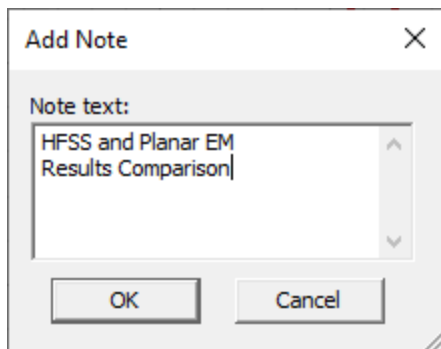 Add Note
Note text:
HFSS and Planar EM
Results Comparison
OK Cancel